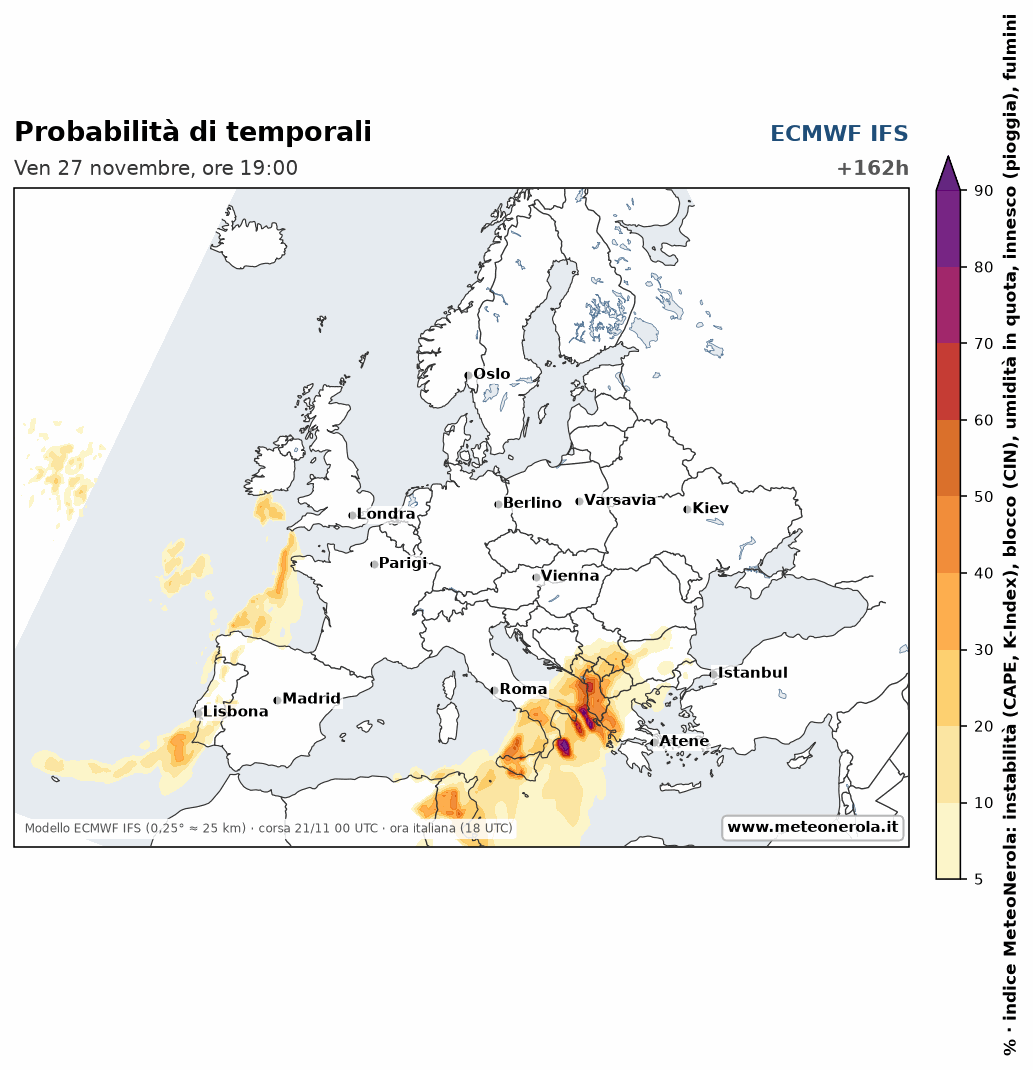 Probabilità di temporali
ECMWF IFS
Ven 27 novembre, ore 19:00
+162h
Oslo
Berlino
Varsavia
Kiev
Londra
Parigi
Vienna
Istanbul
Madrid
Roma
Lisbona
Atene
Modello ECMWF IFS (0,25° ≈ 25 km) · corsa 21/11 00 UTC · ora italiana (18 UTC)
www.meteonerola.it
90
80
70
60
50
40
30
20
10
5
% · indice MeteoNerola: instabilità (CAPE, K-Index), blocco (CIN), umidità in quota, innesco (pioggia), fulmini